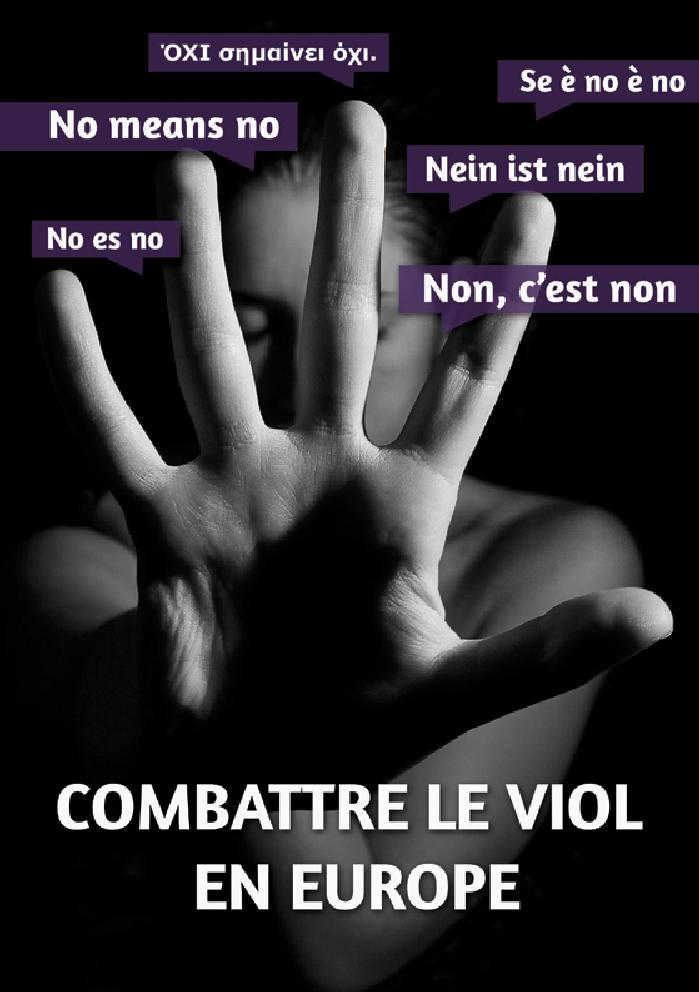 ὌΧΙ σημαίνει όχι.
Se è no è no
No means no
Nein ist nein
No es no
Non, c’est non
COMBATTRE LE VIOL
EN EUROPE